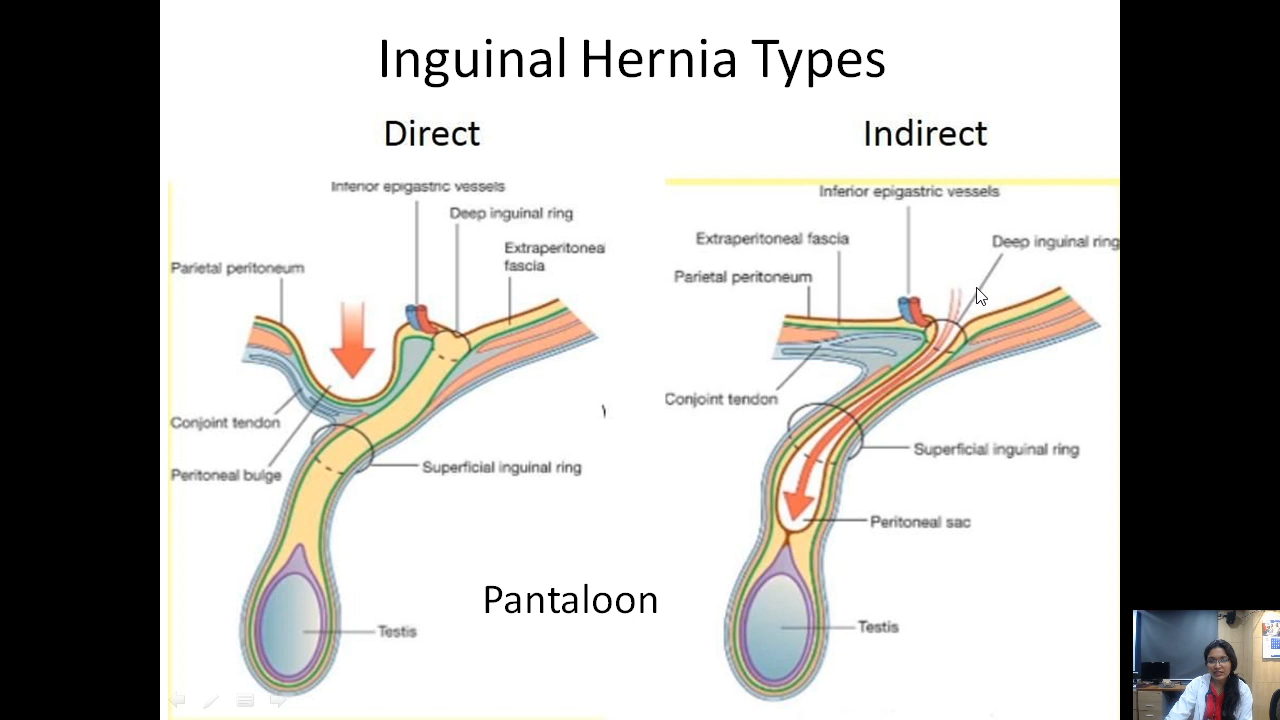 Inguinal Hernia Types
Direct
Inferior epigastric vessels
Deep inguinal ring
Extraperitonea
fascia
Parietal peritoneum
Conjoint tendon
Peritoneal bulge
Superficial inguinal ring
Testis
Pantaloon
Indirect
Inferior epigastric vessels
Extraperitoneal fascia
Deep inguinal ring
Parietal peritoneum
Conjoint tendon
Superficial inguinal ring
Peritoneal sac
Testis